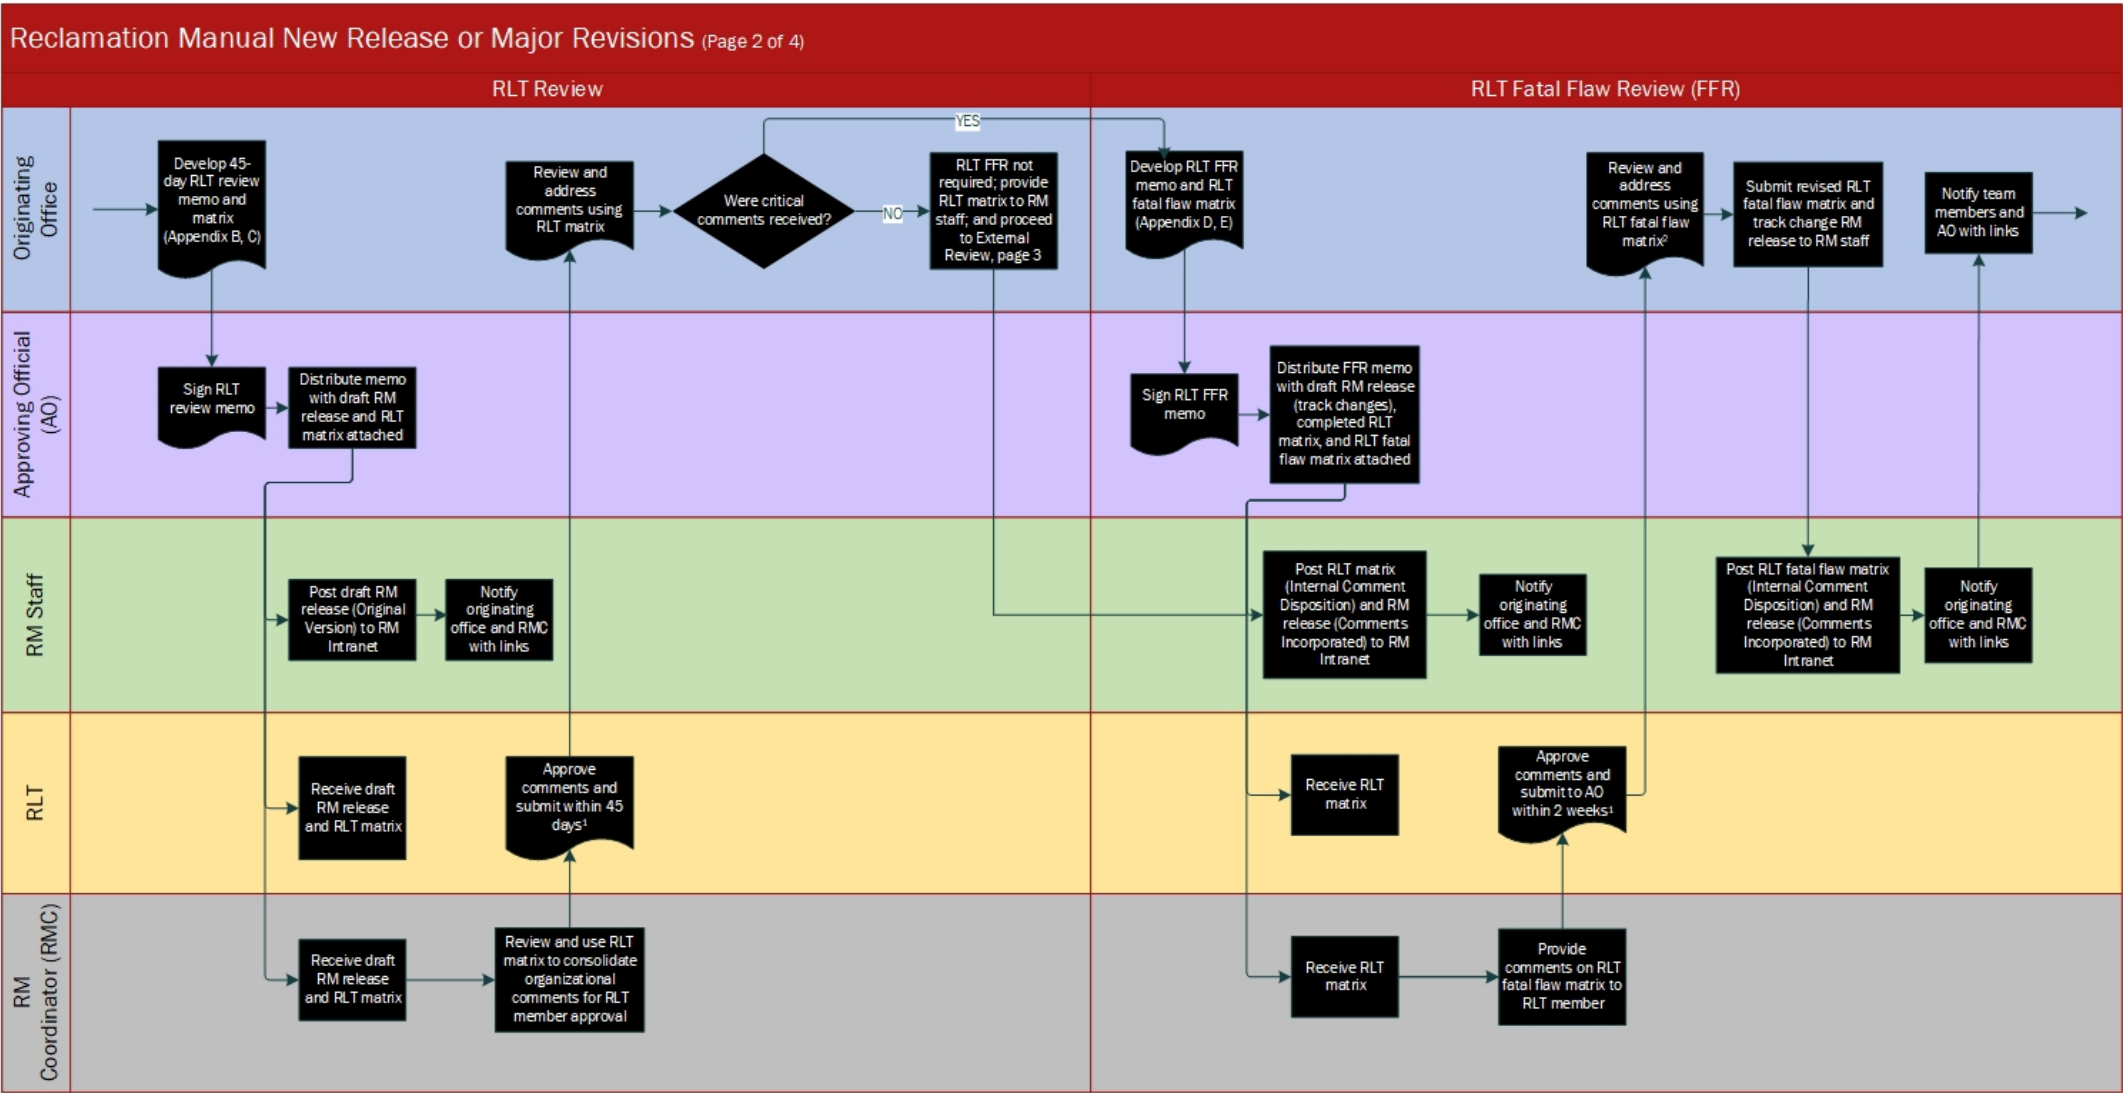 Reclamation Manual New Release or Major Revisions (Page 2 of 4)
RLT Review
RLT Fatal Flaw Review (FFR)
Originating
Office
Develop 45-
day RLT review
memo and
matrix
(Appendix B, C)
Review and
address
comments using
RLT matrix
Were critical
comments received?
YES
NO
RLT FFR not
required; provide
RLT matrix to RM
staff; and proceed
to External
Review, page 3
Develop RLT FFR
memo and RLT
fatal flaw matrix
(Appendix D, E)
Review and
address
comments using
RLT fatal flaw
matrix²
Submit revised RLT
fatal flaw matrix and
track change RM
release to RM staff
Notify team
members and
AO with links
Approving Official
(AO)
Sign RLT
review memo
Distribute memo
with draft RM
release and RLT
matrix attached
Sign RLT FFR
memo
Distribute FFR memo
with draft RM release
(track changes),
completed RLT
matrix, and RLT fatal
flaw matrix attached
RM Staff
Post draft RM
release (Original
Version) to RM
Intranet
Notify
originating
office and RMC
with links
Post RLT matrix
(Internal Comment
Disposition) and RM
release (Comments
Incorporated) to RM
Intranet
Notify
originating
office and RMC
with links
Post RLT fatal flaw matrix
(Internal Comment
Disposition) and RM
release (Comments
Incorporated) to RM
Intranet
Notify
originating
office and RMC
with links
RLT
Receive draft
RM release
and RLT matrix
Approve
comments and
submit within 45
days¹
Receive RLT
matrix
Approve
comments and
submit to AO
within 2 weeks¹
RM
Coordinator (RMC)
Receive draft
RM release
and RLT matrix
Review and use RLT
matrix to consolidate
organizational
comments for RLT
member approval
Receive RLT
matrix
Provide
comments on RLT
fatal flaw matrix to
RLT member